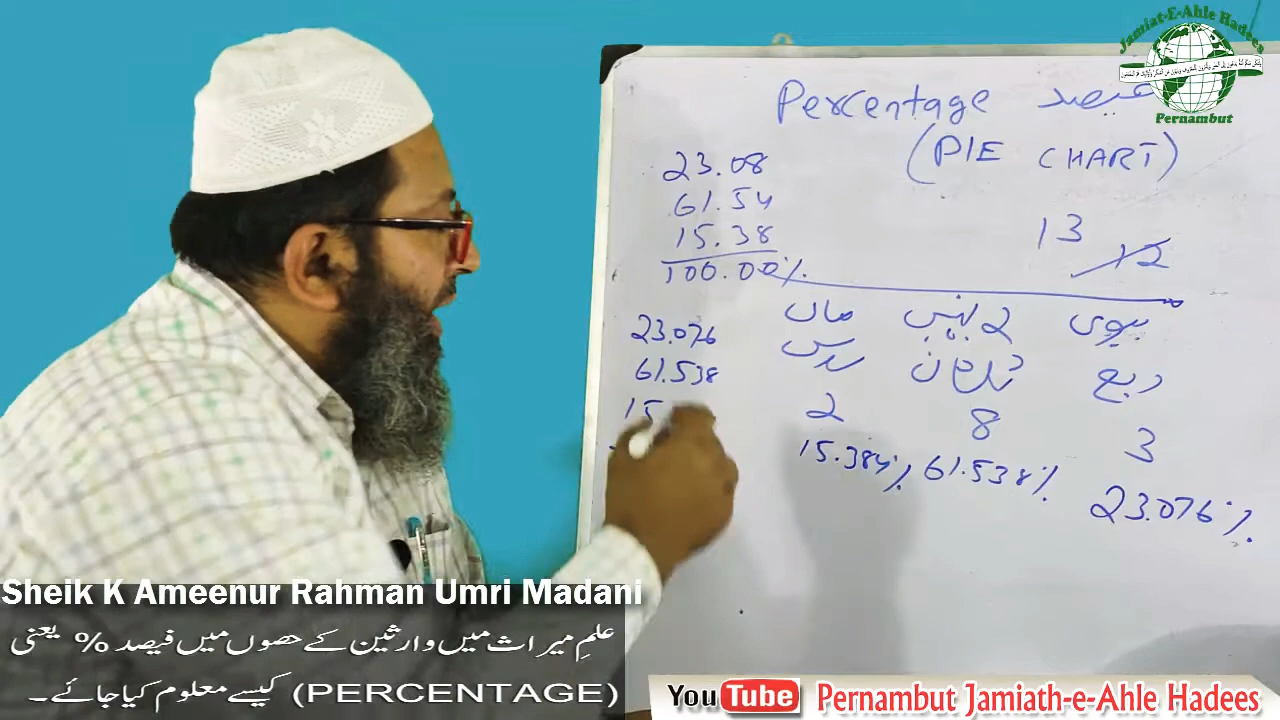 Jamiat-E-Ahle Hadees
Pernambut
Percentage فیصد
(PIE CHART)
23.08
61.54
15.38
100.00%
13 12
بیوی 2 بہنیں ماں
ربع ثلثان سدس
3 8 2
23.076% 61.538% 15.384%
23.076
61.538
15
Sheik K Ameenur Rahman Umri Madani
علمِ میراث میں وارثین کے حصوں میں فیصد % یعنی
(PERCENTAGE) کیسے معلوم کیا جائے۔
YouTube Pernambut Jamiath-e-Ahle Hadees